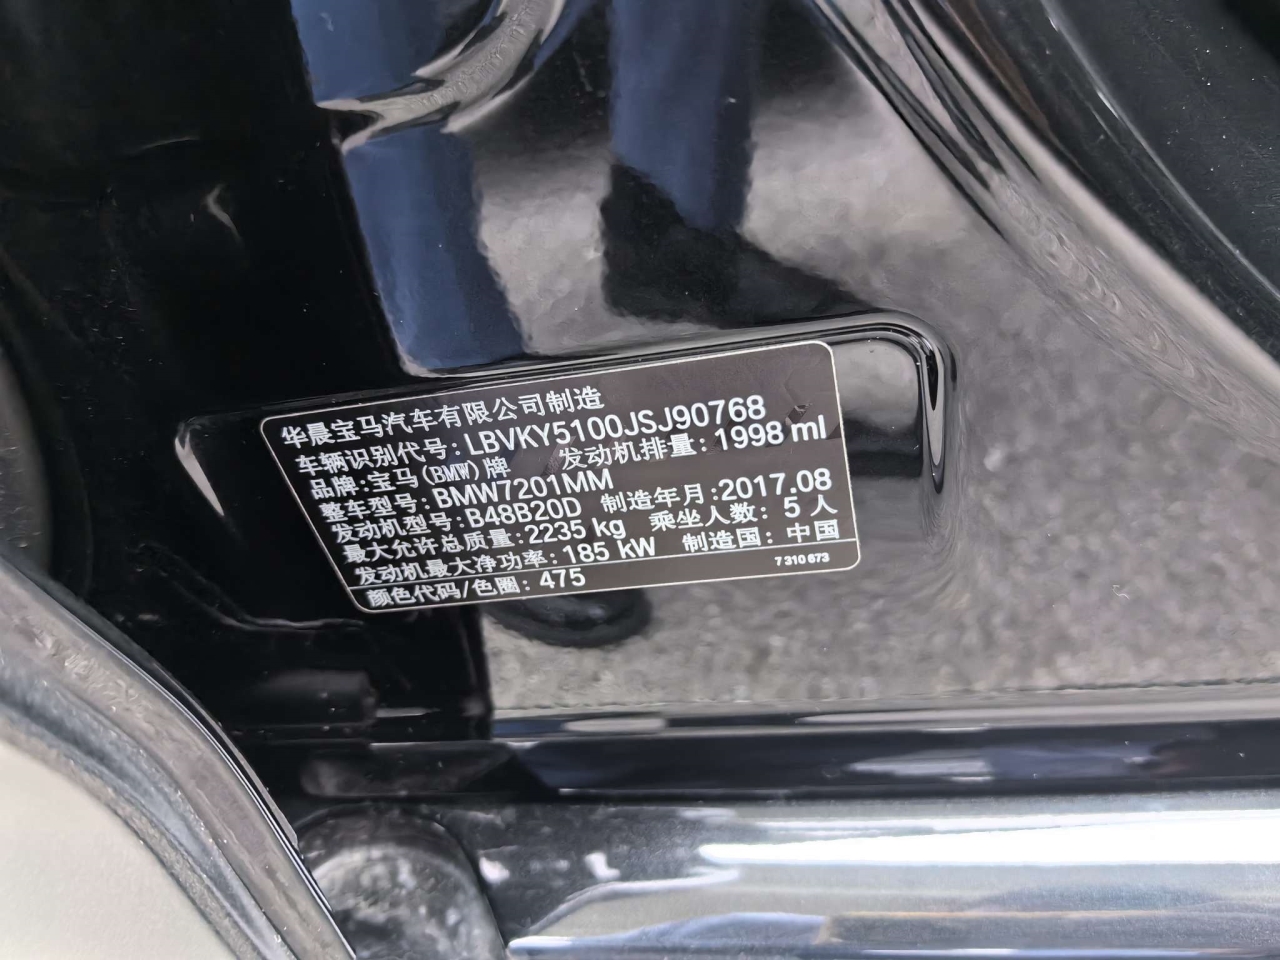 华晨宝马汽车有限公司制造
车辆识别代号: LBVKY5100JSJ90768
品牌:宝马(BMW)牌 发动机排量: 1998 ml
整车型号: BMW7201MM
发动机型号: B48B20D 制造年月:2017.08
最大允许总质量: 2235 kg 乘坐人数: 5 人
发动机最大净功率: 185 kW 制造国: 中国
颜色代码/色圈: 475 7 310 673